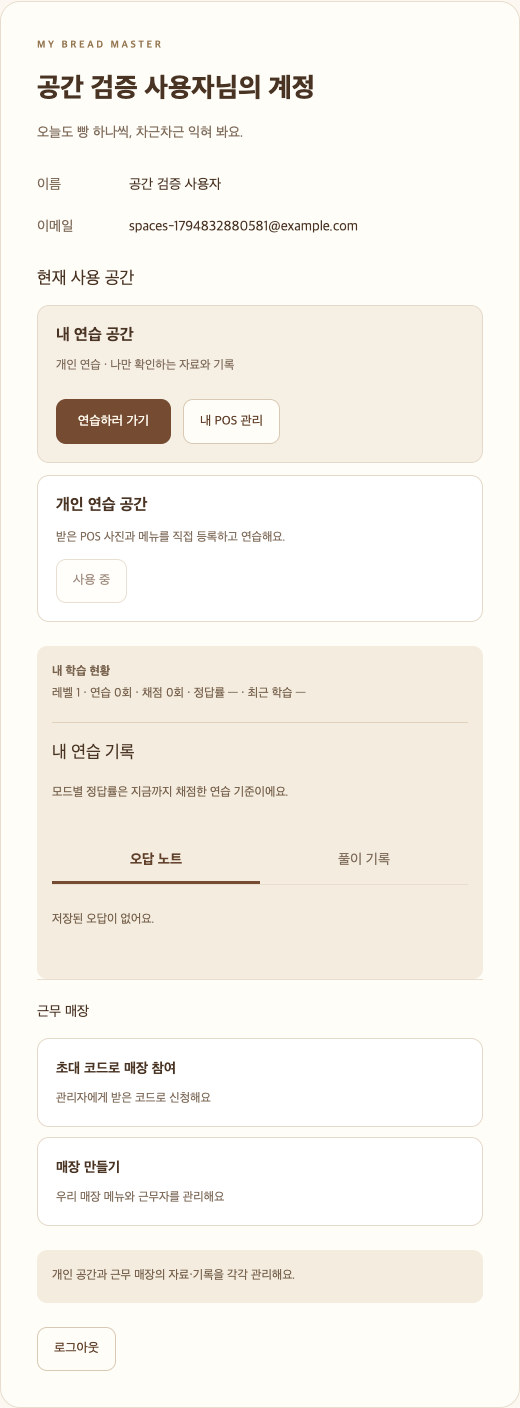 MY BREAD MASTER
공간 검증 사용자님의 계정
오늘도 빵 하나씩, 차근차근 익혀 봐요.
이름 공간 검증 사용자
이메일 spaces-1794832880581@example.com
현재 사용 공간
내 연습 공간
개인 연습 · 나만 확인하는 자료와 기록
연습하러 가기 내 POS 관리
개인 연습 공간
받은 POS 사진과 메뉴를 직접 등록하고 연습해요.
사용 중
내 학습 현황
레벨 1 · 연습 0회 · 채점 0회 · 정답률 — · 최근 학습 —
내 연습 기록
모드별 정답률은 지금까지 채점한 연습 기준이에요.
오답 노트 풀이 기록
저장된 오답이 없어요.
근무 매장
초대 코드로 매장 참여
관리자에게 받은 코드로 신청해요
매장 만들기
우리 매장 메뉴와 근무자를 관리해요
개인 공간과 근무 매장의 자료·기록을 각각 관리해요.
로그아웃